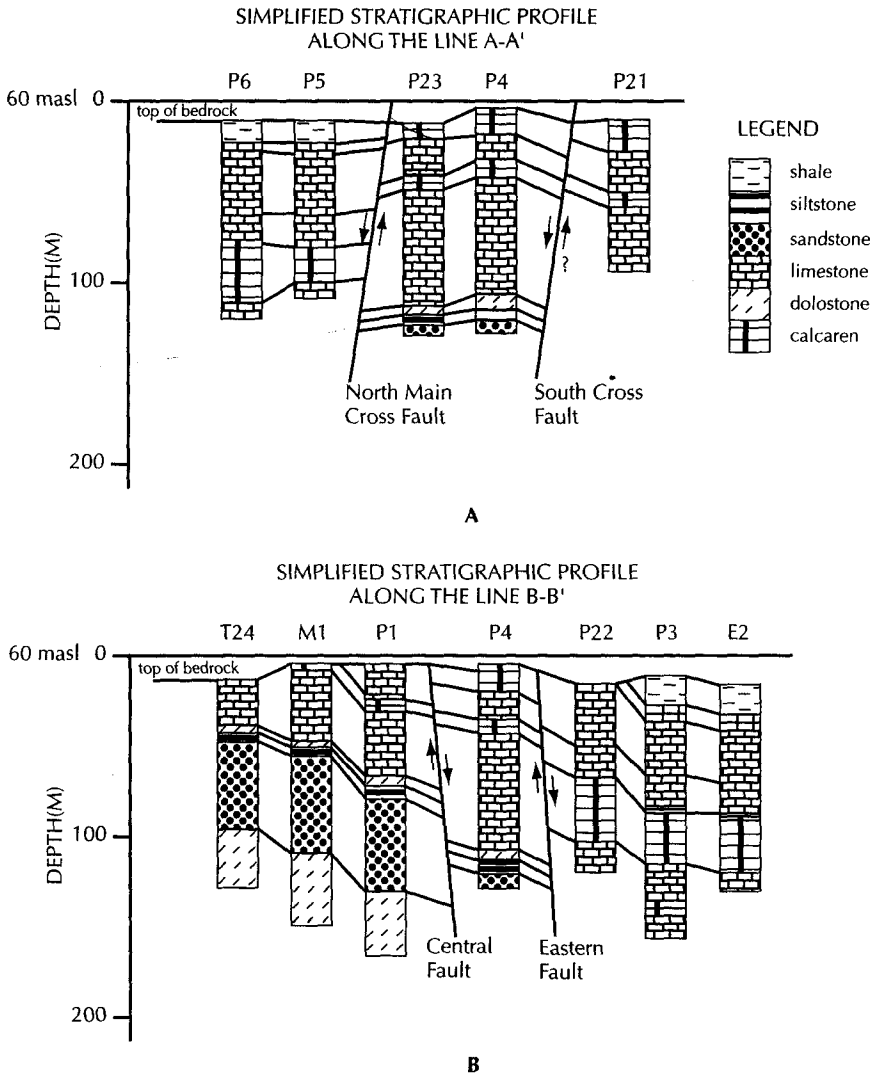 SIMPLIFIED STRATIGRAPHIC PROFILE
ALONG THE LINE A-A'
P6 P5 P23 P4 P21
60 masl 0
top of bedrock
100
200
DEPTH(M)
?
North Main
Cross Fault
South Cross
Fault
LEGEND
shale
siltstone
sandstone
limestone
dolostone
calcaren
A
SIMPLIFIED STRATIGRAPHIC PROFILE
ALONG THE LINE B-B'
T24 M1 P1 P4 P22 P3 E2
60 masl 0
top of bedrock
100
200
DEPTH(M)
Central
Fault
Eastern
Fault
B